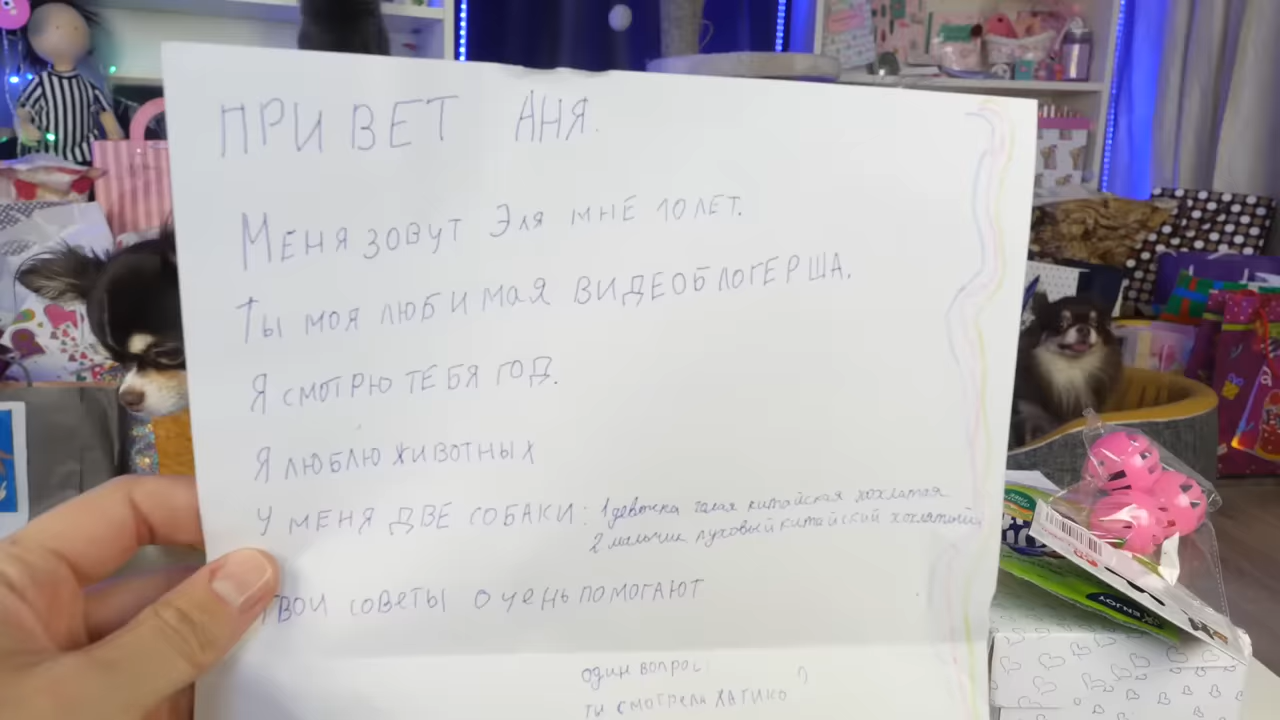 ПРИВЕТ АНЯ.
Меня зовут Эля мне 10 лет.
Ты моя любимая ВИДЕОБЛОГЕРША.
Я смотрю тебя год.
Я люблю животных
У МЕНЯ ДВЕ СОБАКИ: 1 девочка голая китайская хохлатая
2 мальчик пуховый китайский хохлатый
Твои советы очень помогают
один вопрос:
ты смотрела ХАТИКО?
ENJOY